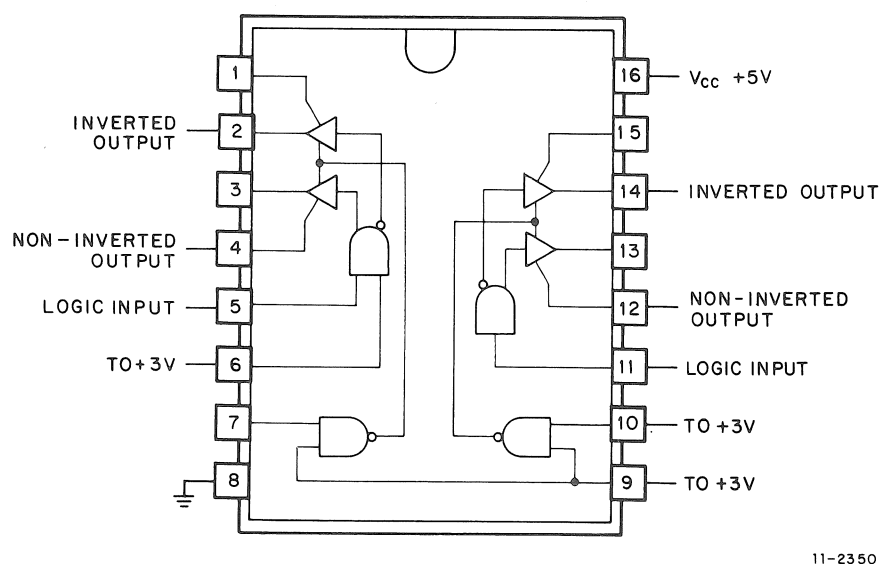 1
16
V_CC +5V
INVERTED
OUTPUT
2
15
3
14
INVERTED OUTPUT
NON-INVERTED
OUTPUT
4
13
LOGIC INPUT
5
12
NON-INVERTED
OUTPUT
TO+3V
6
11
LOGIC INPUT
7
10
TO +3V
8
9
TO +3V
11-2350